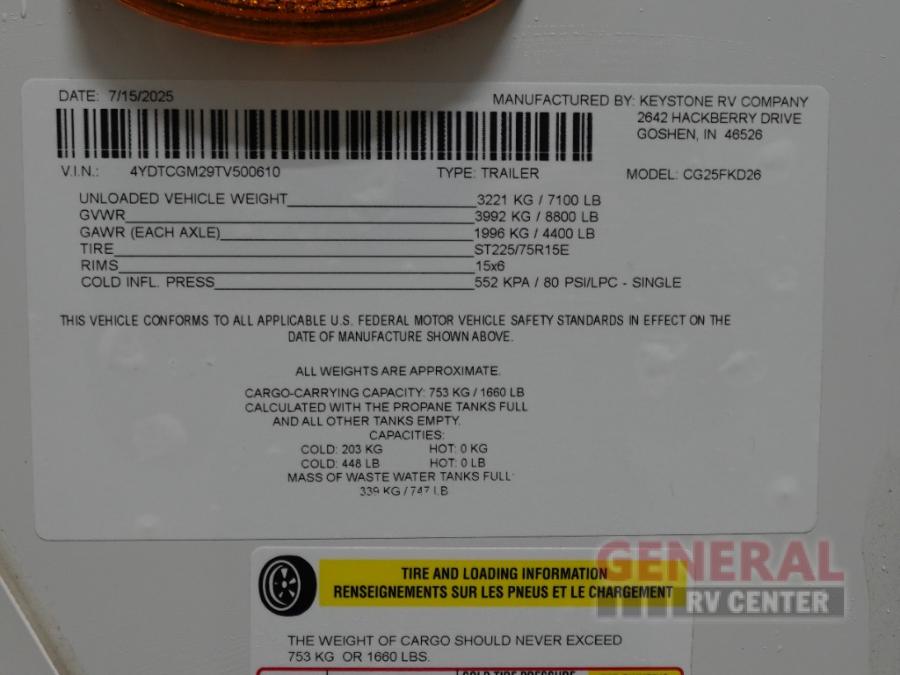 DATE: 7/15/2025
MANUFACTURED BY: KEYSTONE RV COMPANY
2642 HACKBERRY DRIVE
GOSHEN, IN 46526
V.I.N.: 4YDTCGM29TV500610 TYPE: TRAILER MODEL: CG25FKD26
UNLOADED VEHICLE WEIGHT 3221 KG / 7100 LB
GVWR 3992 KG / 8800 LB
GAWR (EACH AXLE) 1996 KG / 4400 LB
TIRE ST225/75R15E
RIMS 15x6
COLD INFL. PRESS 552 KPA / 80 PSI/LPC - SINGLE
THIS VEHICLE CONFORMS TO ALL APPLICABLE U.S. FEDERAL MOTOR VEHICLE SAFETY STANDARDS IN EFFECT ON THE
DATE OF MANUFACTURE SHOWN ABOVE.
ALL WEIGHTS ARE APPROXIMATE.
CARGO-CARRYING CAPACITY: 753 KG / 1660 LB
CALCULATED WITH THE PROPANE TANKS FULL
AND ALL OTHER TANKS EMPTY.
CAPACITIES:
COLD: 203 KG HOT: 0 KG
COLD: 448 LB HOT: 0 LB
MASS OF WASTE WATER TANKS FULL
339 KG / 747 LB
TIRE AND LOADING INFORMATION
RENSEIGNEMENTS SUR LES PNEUS ET LE CHARGEMENT
GENERAL
RV CENTER
THE WEIGHT OF CARGO SHOULD NEVER EXCEED
753 KG OR 1660 LBS.
COLD TIRE PRESSURE